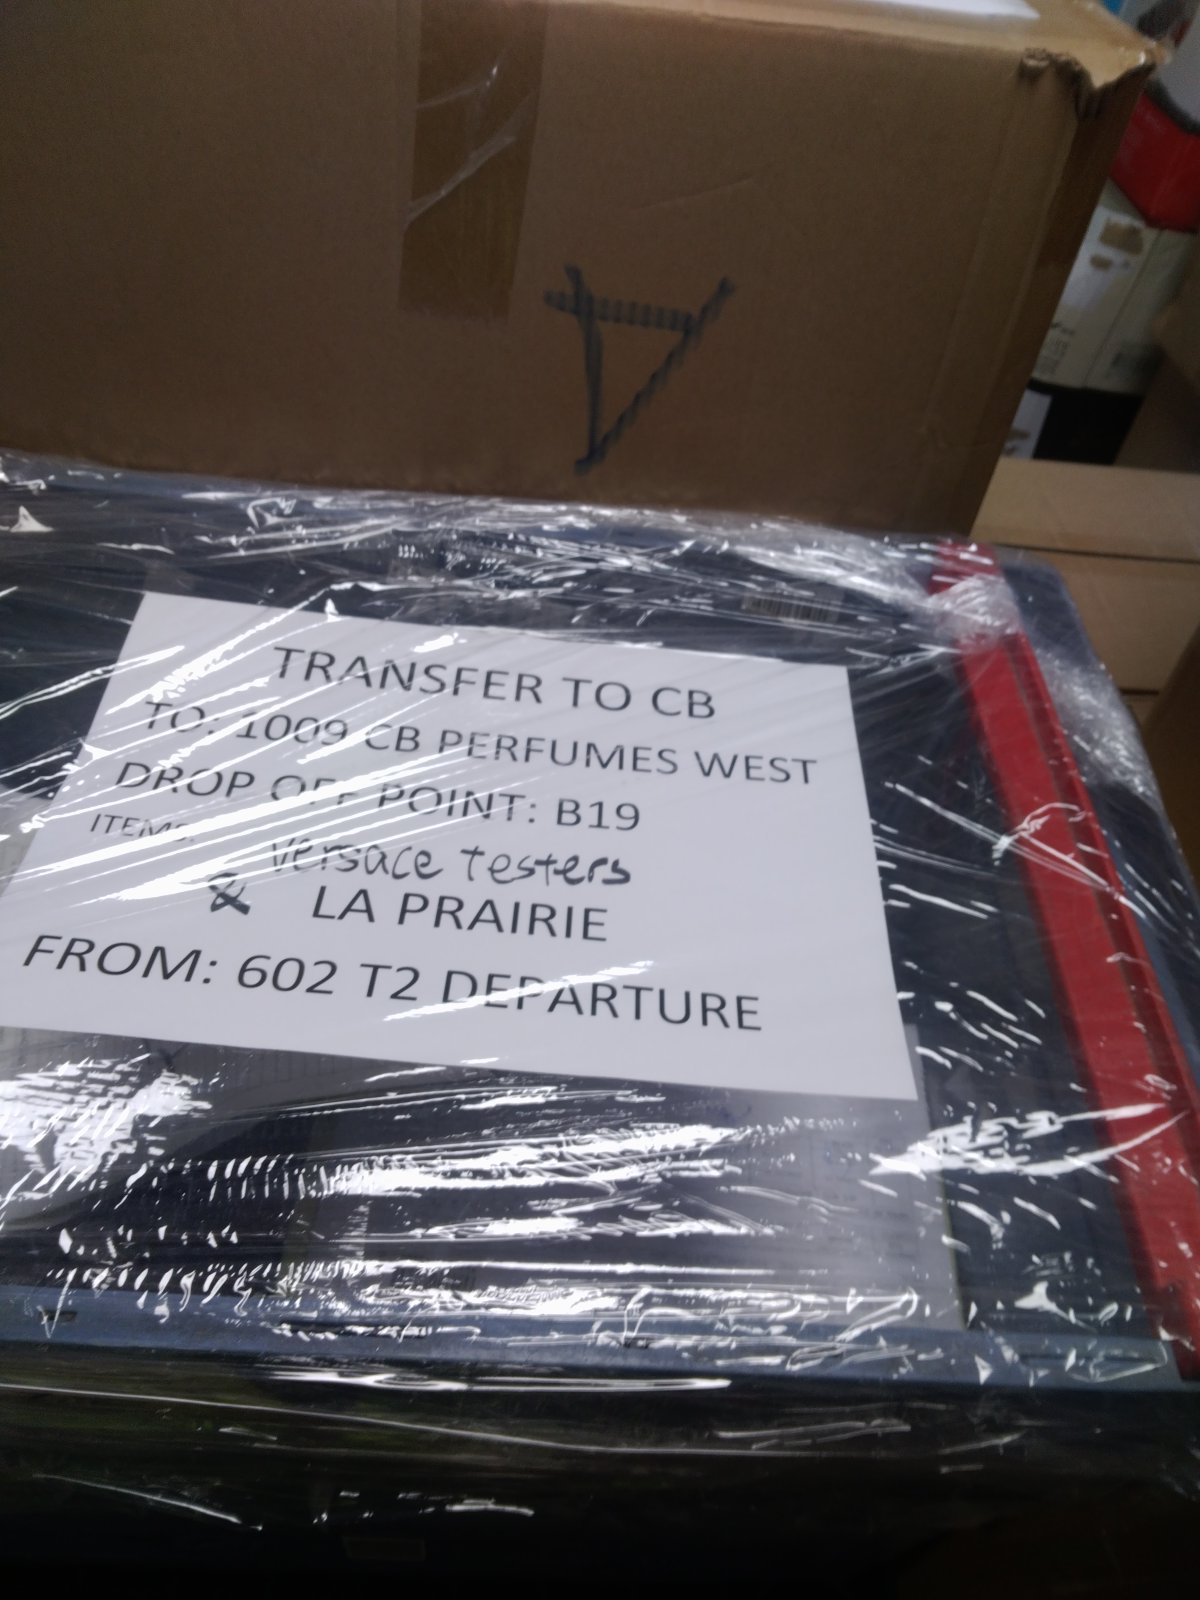 A
TRANSFER TO CB
TO: 1009 CB PERFUMES WEST
DROP OFF POINT: B19
ITEMS:
Versace Testers
& LA PRAIRIE
FROM: 602 T2 DEPARTURE